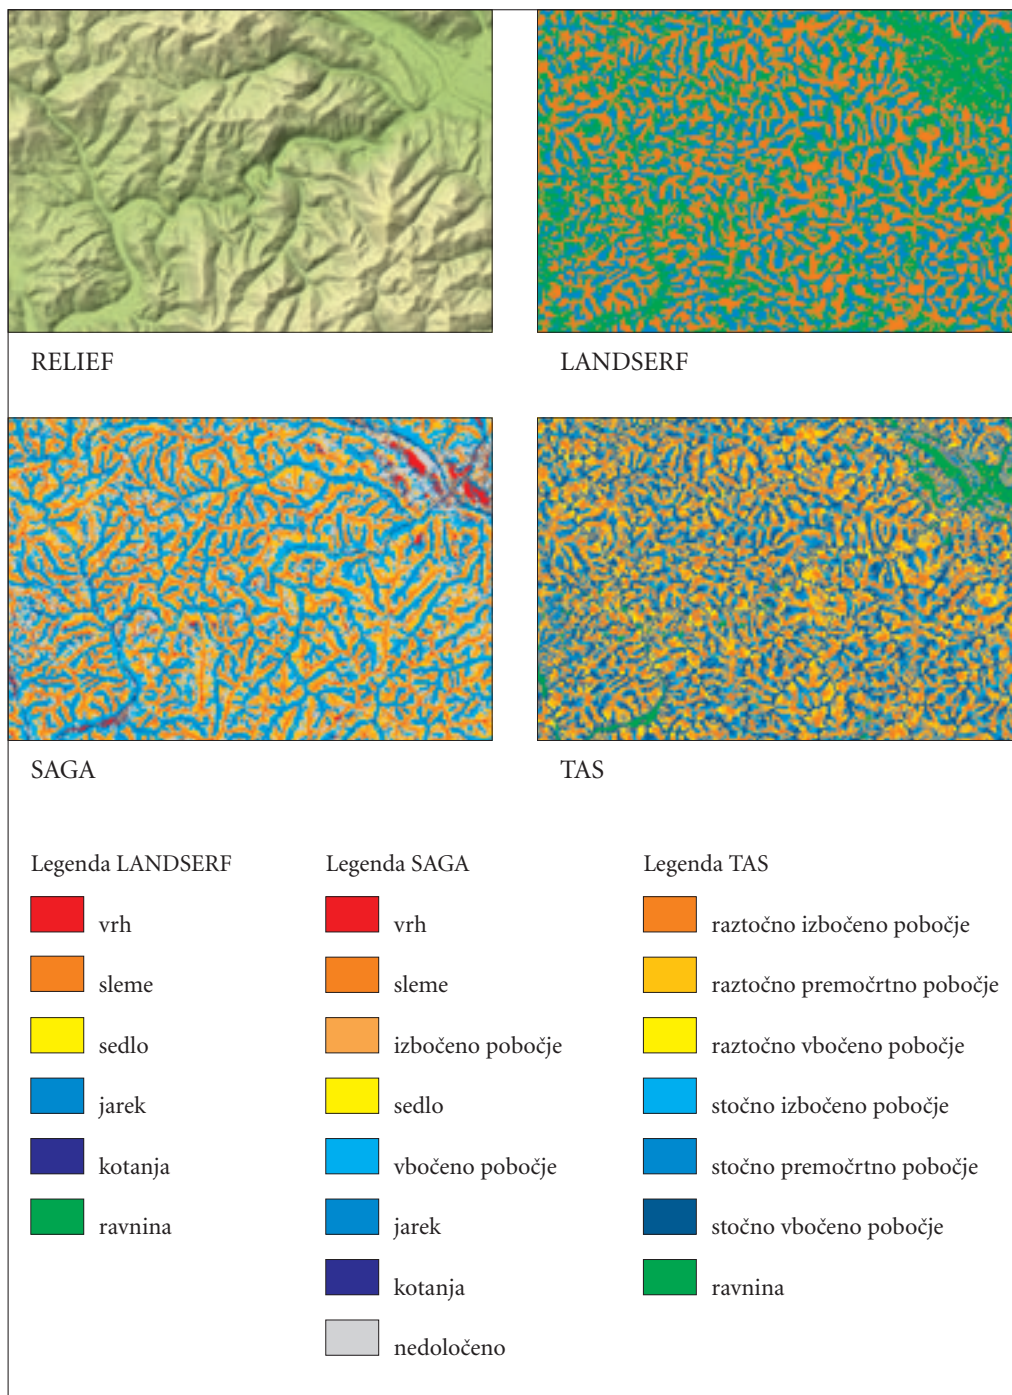 RELIEF
LANDSERF
SAGA
TAS
Legenda LANDSERF
vrh
sleme
sedlo
jarek
kotanja
ravnina
Legenda SAGA
vrh
sleme
izbočeno pobočje
sedlo
vbočeno pobočje
jarek
kotanja
nedoločeno
Legenda TAS
raztočno izbočeno pobočje
raztočno premočrtno pobočje
raztočno vbočeno pobočje
stočno izbočeno pobočje
stočno premočrtno pobočje
stočno vbočeno pobočje
ravnina